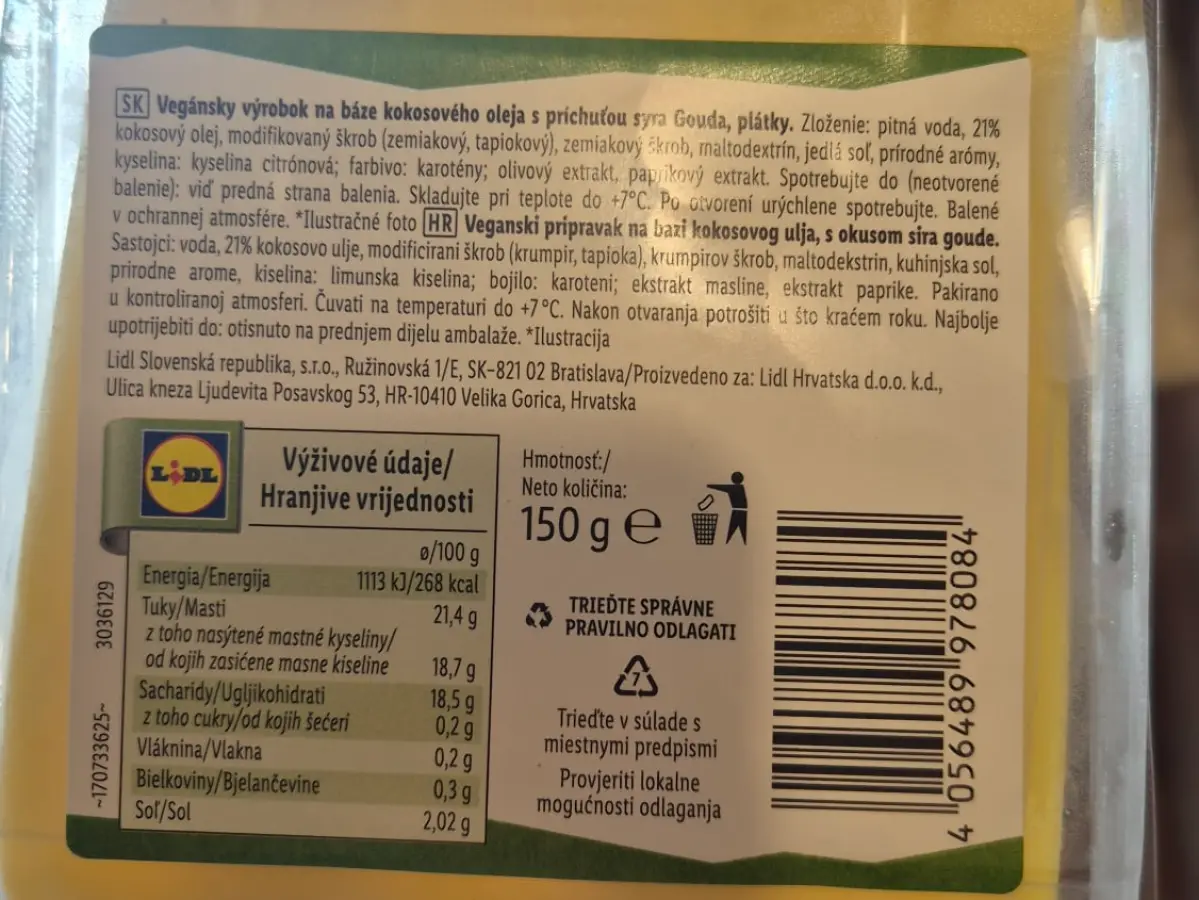 SK Vegánsky výrobok na báze kokosového oleja s príchuťou syra Gouda, plátky. Zloženie: pitná voda, 21%
kokosový olej, modifikovaný škrob (zemiakový, tapiokový), zemiakový škrob, maltodextrín, jedlá soľ, prírodné arómy,
kyselina: kyselina citrónová; farbivo: karotény; olivový extrakt, paprikový extrakt. Spotrebujte do (neotvorené
balenie): viď predná strana balenia. Skladujte pri teplote do +7°C. Po otvorení urýchlene spotrebujte. Balené
v ochrannej atmosfére. *Ilustračné foto HR Veganski pripravak na bazi kokosovog ulja, s okusom sira goude.
Sastojci: voda, 21% kokosovo ulje, modificirani škrob (krumpir, tapioka), krumpirov škrob, maltodekstrin, kuhinjska sol,
prirodne arome, kiselina: limunska kiselina; bojilo: karoteni; ekstrakt masline, ekstrakt paprike. Pakirano
u kontroliranoj atmosferi. Čuvati na temperaturi do +7°C. Nakon otvaranja potrošiti u što kraćem roku. Najbolje
upotrijebiti do: otisnuto na prednjem dijelu ambalaže. *Ilustracija
Lidl Slovenská republika, s.r.o., Ružinovská 1/E, SK-821 02 Bratislava/Proizvedeno za: Lidl Hrvatska d.o.o. k.d.,
Ulica kneza Ljudevita Posavskog 53, HR-10410 Velika Gorica, Hrvatska
LIDL
Výživové údaje/
Hranjive vrijednosti
ø/100 g
Energia/Energija 1113 kJ/268 kcal
Tuky/Masti 21,4 g
z toho nasýtené mastné kyseliny/
od kojih zasićene masne kiseline 18,7 g
Sacharidy/Ugljikohidrati 18,5 g
z toho cukry/od kojih šećeri 0,2 g
Vláknina/Vlakna 0,2 g
Bielkoviny/Bjelančevine 0,3 g
Soľ/Sol 2,02 g
3036129
~170733625~
Hmotnosť:/
Neto količina:
150 g e
TRIEĎTE SPRÁVNE
PRAVILNO ODLAGATI
7
Trieďte v súlade s
miestnymi predpismi
Provjeriti lokalne
mogućnosti odlaganja
4 056489 978084